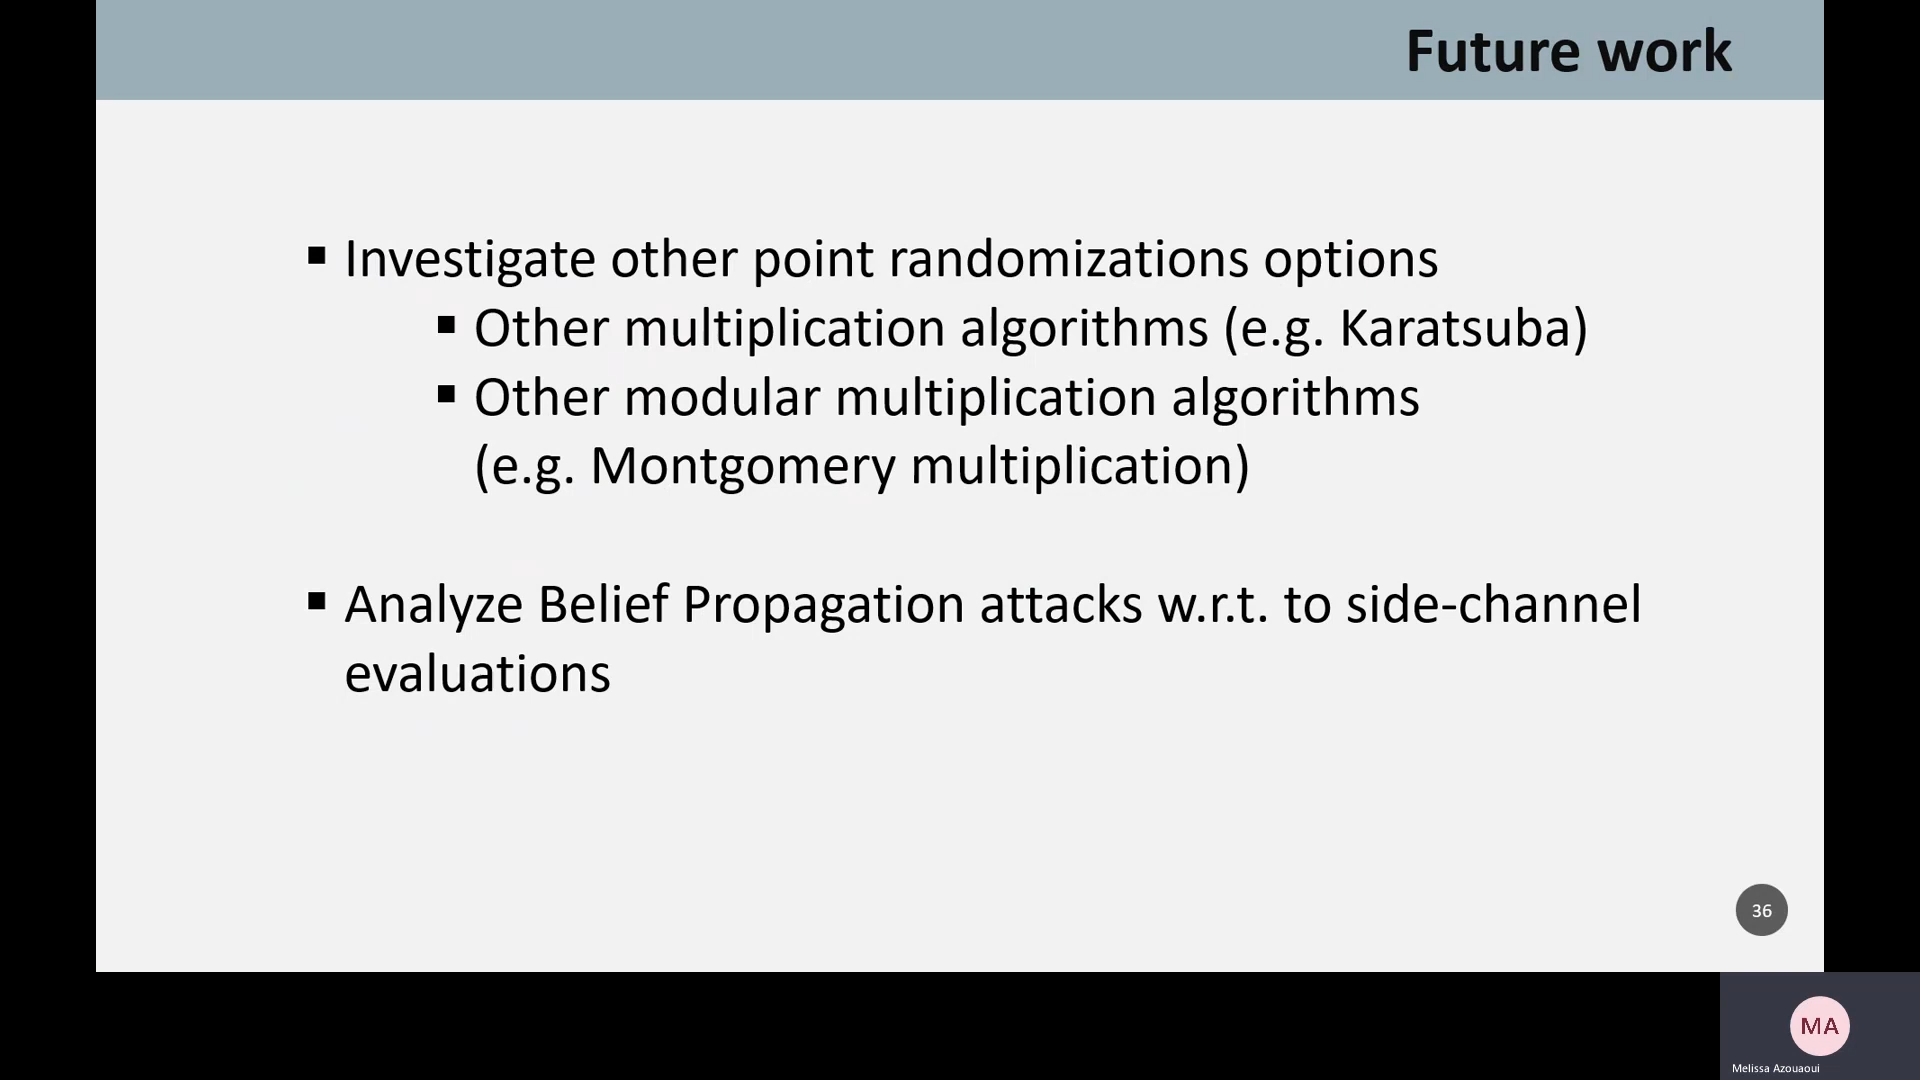 Future work
▪ Investigate other point randomizations options
▪ Other multiplication algorithms (e.g. Karatsuba)
▪ Other modular multiplication algorithms
(e.g. Montgomery multiplication)
▪ Analyze Belief Propagation attacks w.r.t. to side-channel
evaluations
36
MA
Melissa Azouaoui